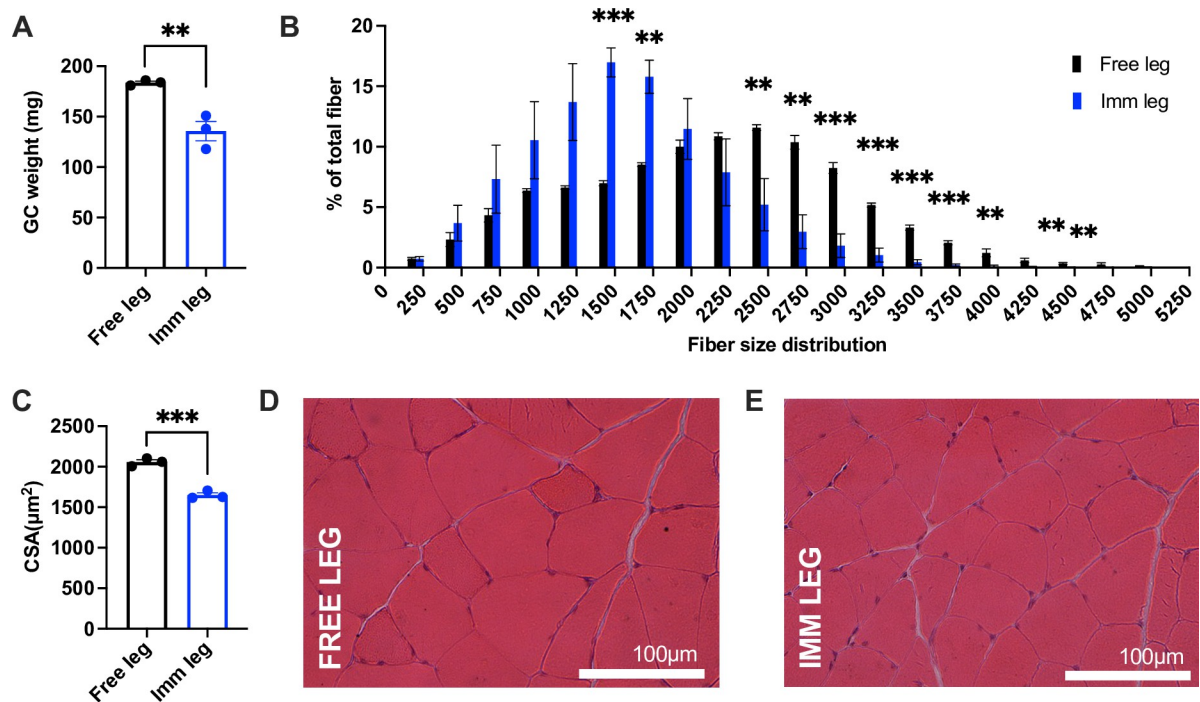 A
**
GC weight (mg)
200
150
100
50
0
Free leg
Imm leg
B
% of total fiber
20
15
10
5
0
***
**
**
**
***
***
***
***
**
**
**
Free leg
Imm leg
0
250
500
750
1000
1250
1500
1750
2000
2250
2500
2750
3000
3250
3500
3750
4000
4250
4500
4750
5000
5250
Fiber size distribution
C
***
CSA(μm²)
2500
2000
1500
1000
500
0
Free leg
Imm leg
D
FREE LEG
100μm
E
IMM LEG
100μm